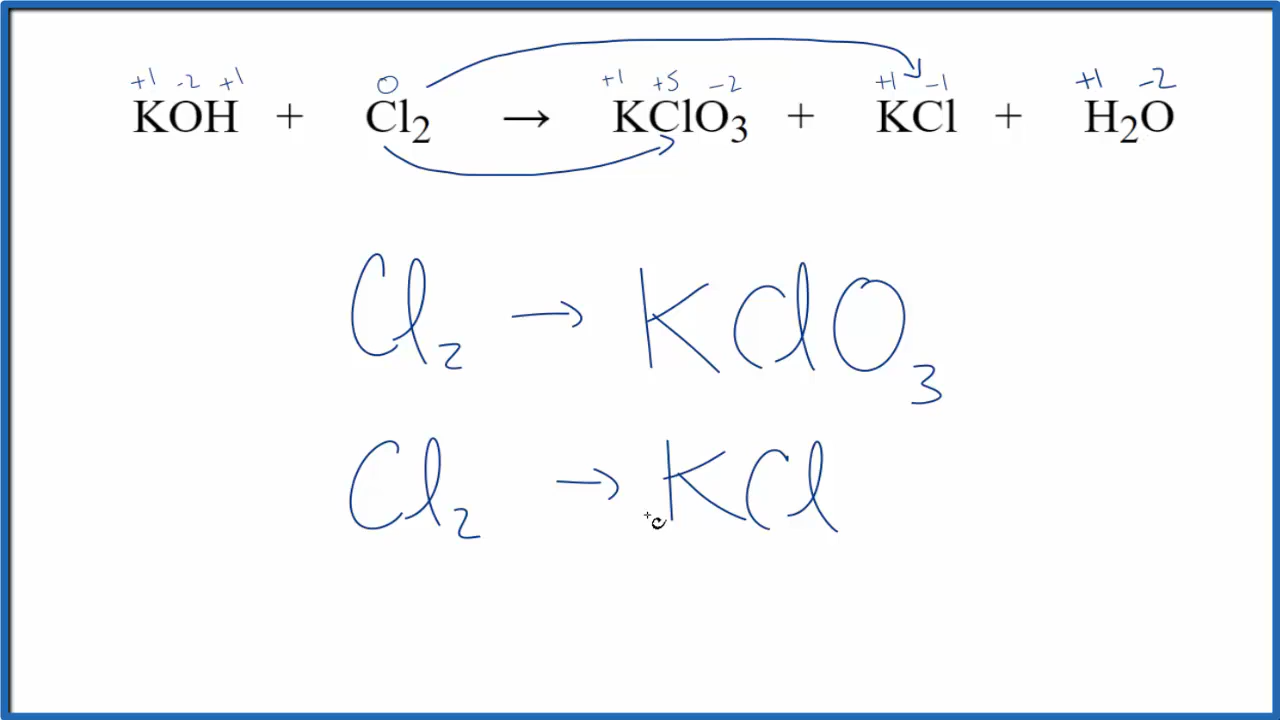 +1 -2 +1 0 +1 +5 -2 +1 -1 +1 -2
KOH + Cl₂ → KClO₃ + KCl + H₂O
Cl₂ → KClO₃
Cl₂ → KCl